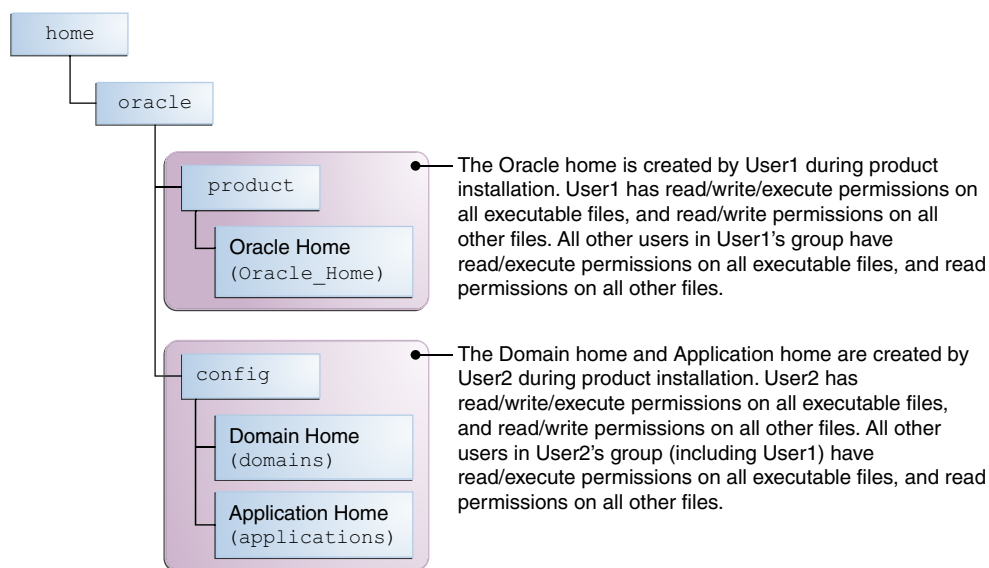 home
oracle
product
Oracle Home
(Oracle_Home)
The Oracle home is created by User1 during product
installation. User1 has read/write/execute permissions on
all executable files, and read/write permissions on all
other files. All other users in User1's group have
read/execute permissions on all executable files, and read
permissions on all other files.
config
Domain Home
(domains)
Application Home
(applications)
The Domain home and Application home are created by
User2 during product installation. User2 has
read/write/execute permissions on all executable files,
and read/write permissions on all other files. All other
users in User2's group (including User1) have
read/execute permissions on all executable files, and read
permissions on all other files.